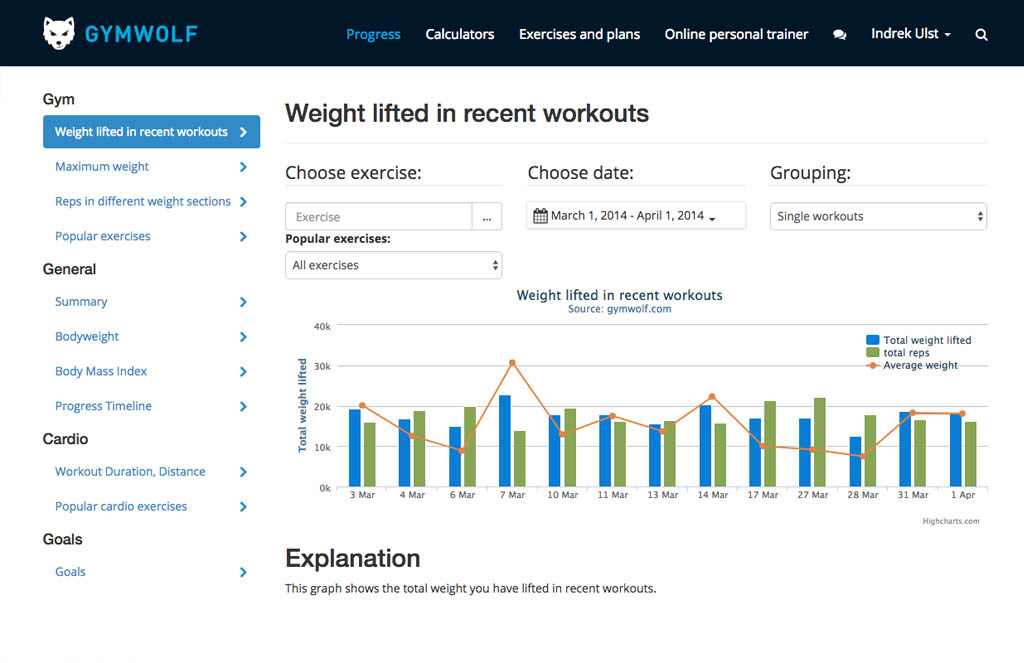 GYMWOLF
Progress
Calculators
Exercises and plans
Online personal trainer
Indrek Ulst
Gym
Weight lifted in recent workouts
Maximum weight
Reps in different weight sections
Popular exercises
General
Summary
Bodyweight
Body Mass Index
Progress Timeline
Cardio
Workout Duration, Distance
Popular cardio exercises
Goals
Goals
Weight lifted in recent workouts
Choose exercise:
Exercise
...
Popular exercises:
All exercises
Choose date:
March 1, 2014 - April 1, 2014
Grouping:
Single workouts
Weight lifted in recent workouts
Source: gymwolf.com
Total weight lifted
total reps
Average weight
Total weight lifted
40k
30k
20k
10k
0k
3 Mar
4 Mar
6 Mar
7 Mar
10 Mar
11 Mar
13 Mar
14 Mar
17 Mar
27 Mar
28 Mar
31 Mar
1 Apr
Highcharts.com
Explanation
This graph shows the total weight you have lifted in recent workouts.